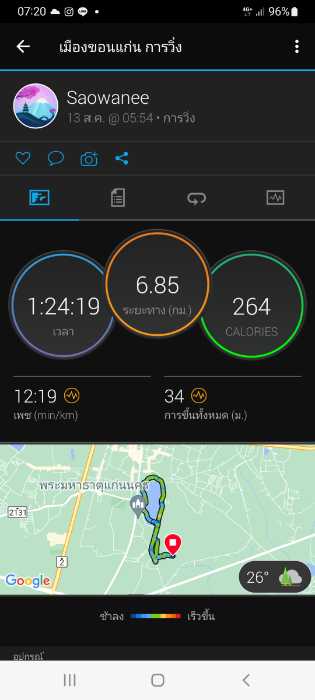 07:20
96%
เมืองขอนแก่น การวิ่ง
Saowanee
13 ส.ค. @ 05:54 • การวิ่ง
1:24:19
เวลา
6.85
ระยะทาง (กม.)
264
CALORIES
12:19
เพซ (min/km)
34
การขึ้นทั้งหมด (ม.)
พระมหาธาตุแก่นนคร
2131
2
Google
26°
ช้าลง
เร็วขึ้น
อุปกรณ์